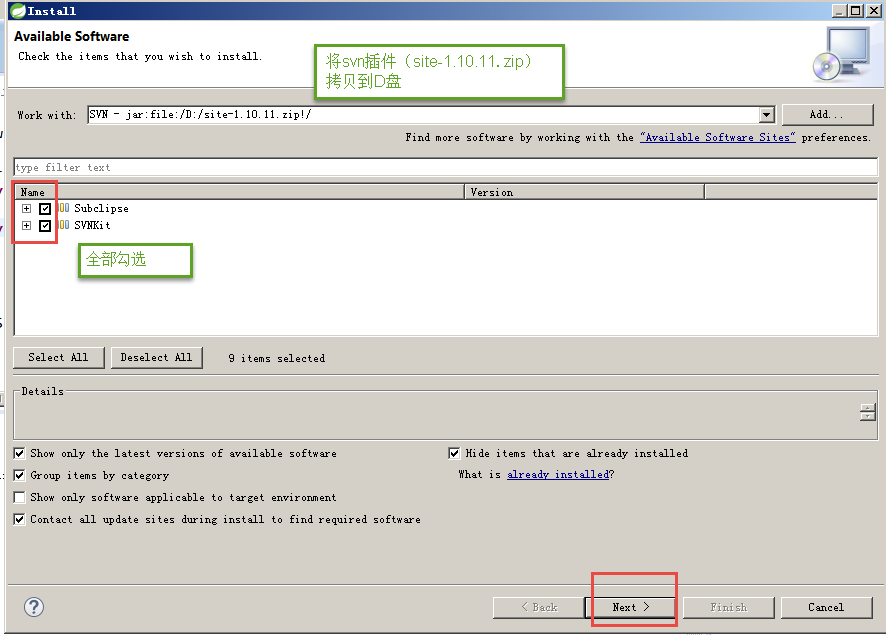 Install
Available Software
Check the items that you wish to install.
将svn插件（site-1.10.11.zip）
拷贝到D盘
Work with:
SVN - jar:file:/D:/site-1.10.11.zip!/
Add...
Find more software by working with the "Available Software Sites" preferences.
type filter text
Name
Version
Subclipse
SVNKit
全部勾选
Select All
Deselect All
9 items selected
Details
Show only the latest versions of available software
Hide items that are already installed
Group items by category
What is already installed?
Show only software applicable to target environment
Contact all update sites during install to find required software
< Back
Next >
Finish
Cancel